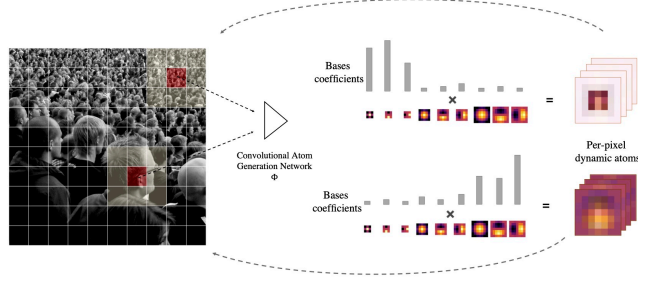 Bases
coefficients
×
=
Convolutional Atom
Generation Network
Φ
Per-pixel
dynamic atoms
Bases
coefficients
×
=